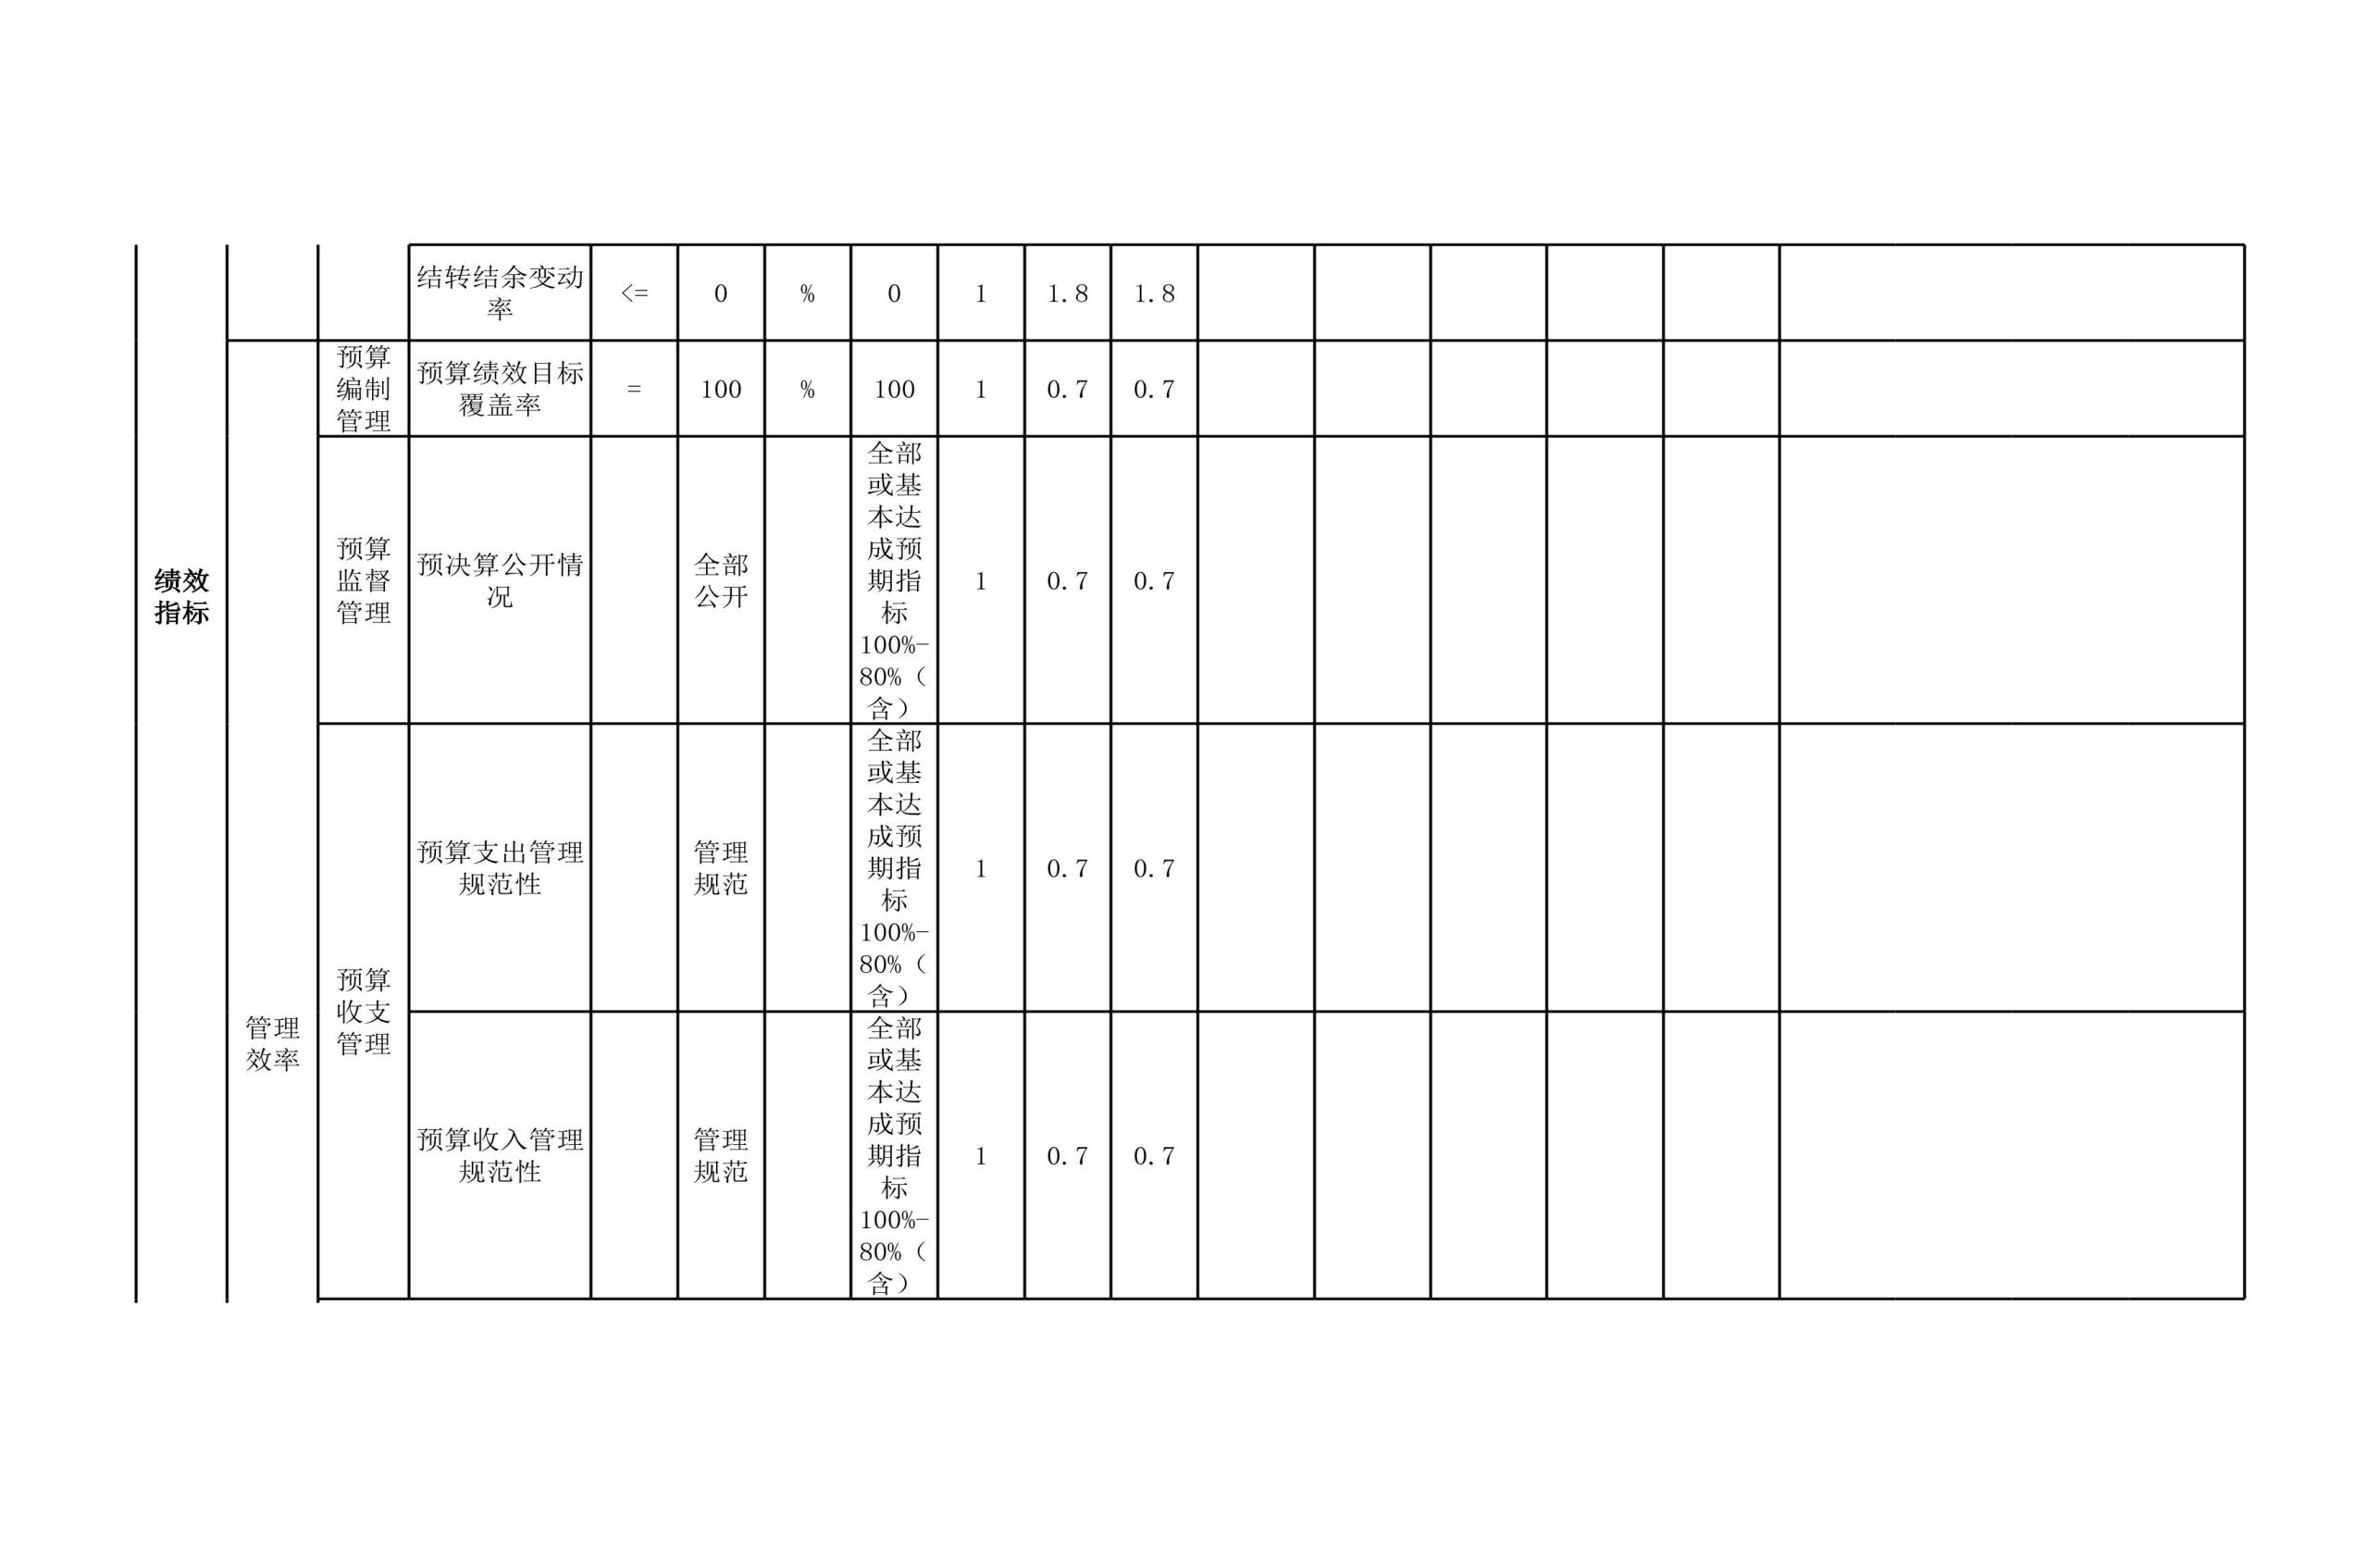 结转结余变动
率
<=
0
%
0
1
1.8
1.8
绩效
指标
管理
效率
预算
编制
管理
预算绩效目标
覆盖率
=
100
%
100
1
0.7
0.7
预算
监督
管理
预决算公开情
况
全部
公开
全部
或基
本达
成预
期指
标
100%-
80%（
含）
1
0.7
0.7
预算
收支
管理
预算支出管理
规范性
管理
规范
全部
或基
本达
成预
期指
标
100%-
80%（
含）
1
0.7
0.7
预算收入管理
规范性
管理
规范
全部
或基
本达
成预
期指
标
100%-
80%（
含）
1
0.7
0.7